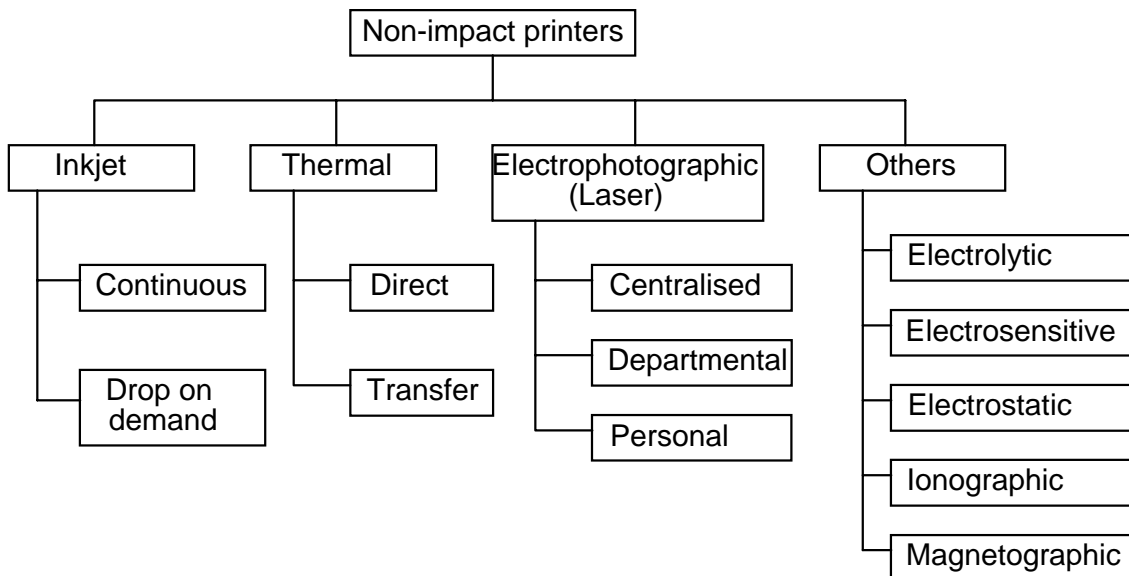 Non-impact printers
Inkjet
Thermal
Electrophotographic
(Laser)
Others
Continuous
Drop on
demand
Direct
Transfer
Centralised
Departmental
Personal
Electrolytic
Electrosensitive
Electrostatic
Ionographic
Magnetographic